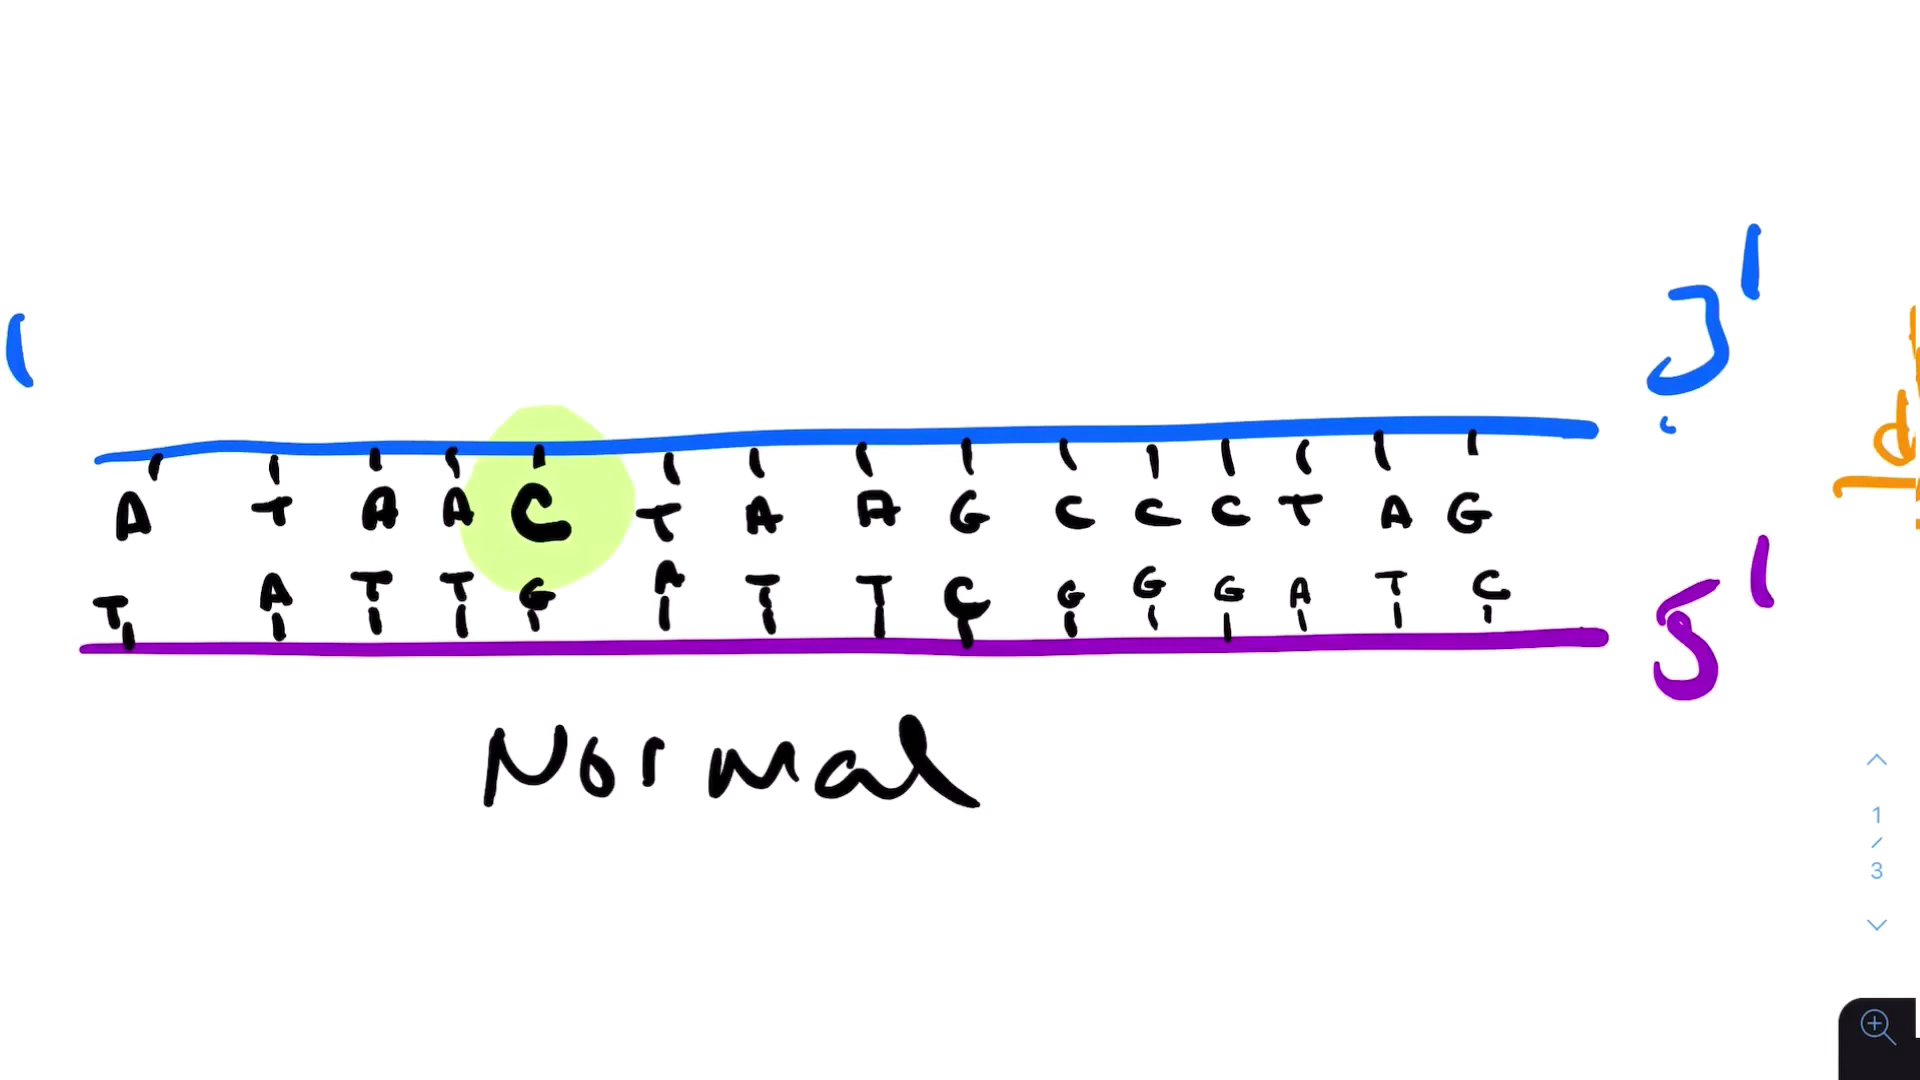 3'
A T A A C T A A G C C C T A G
T A T T G A T T C G G G A T C
5'
Normal
1
/
3